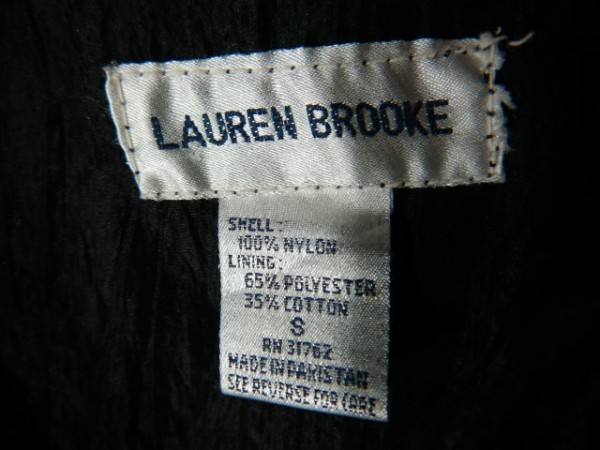 LAUREN BROOKE
SHELL:
100% NYLON
LINING:
65% POLYESTER
35% COTTON
S
RN 31762
MADE IN PAKISTAN
SEE REVERSE FOR CARE